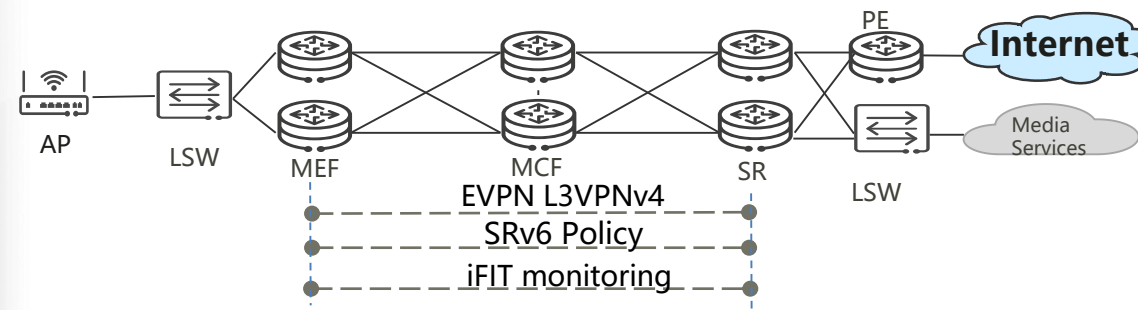 PE
Internet
AP
LSW
MEF
MCF
SR
LSW
Media
Services
EVPN L3VPNv4
SRv6 Policy
iFIT monitoring